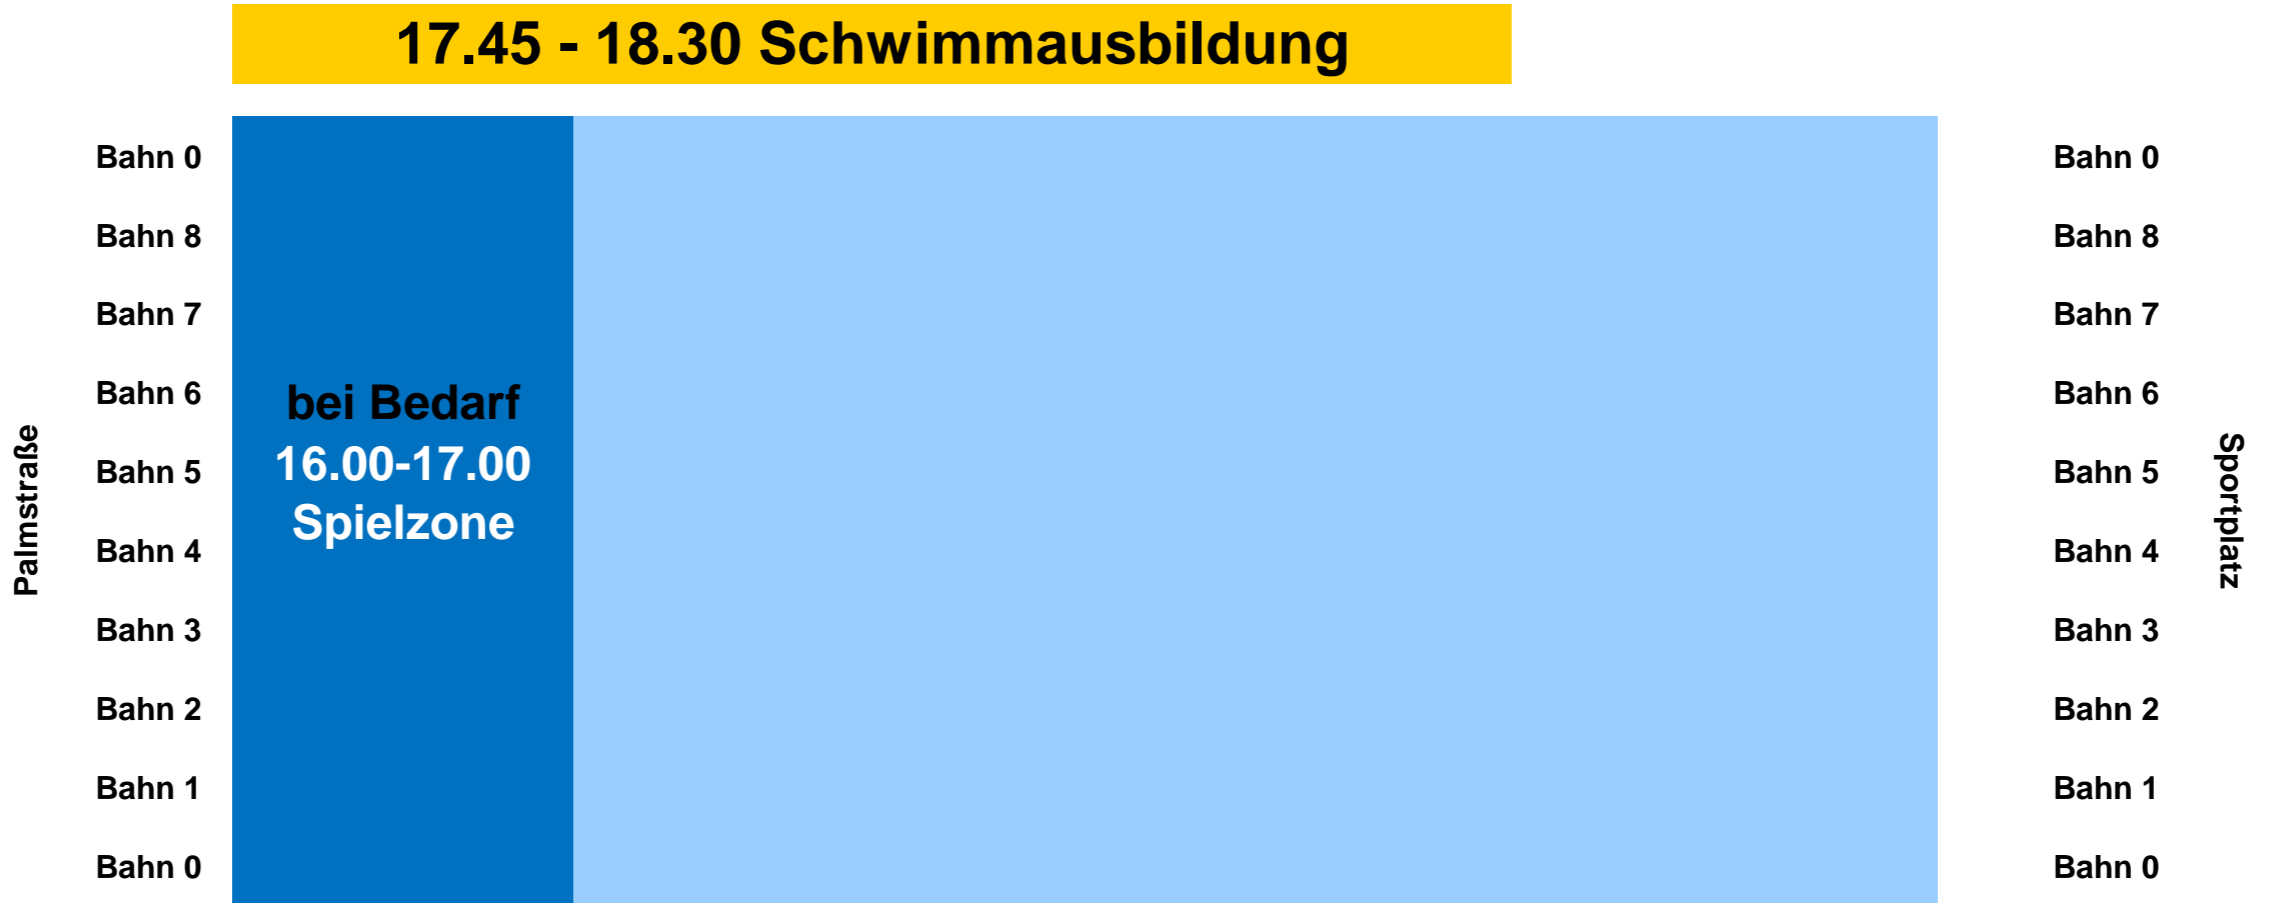 17.45 - 18.30 Schwimmausbildung
Bahn 0
Bahn 8
Bahn 7
Bahn 6
Bahn 5
Bahn 4
Bahn 3
Bahn 2
Bahn 1
Bahn 0
Palmstraße
bei Bedarf
16.00-17.00
Spielzone
Bahn 0
Bahn 8
Bahn 7
Bahn 6
Bahn 5
Bahn 4
Bahn 3
Bahn 2
Bahn 1
Bahn 0
Sportplatz